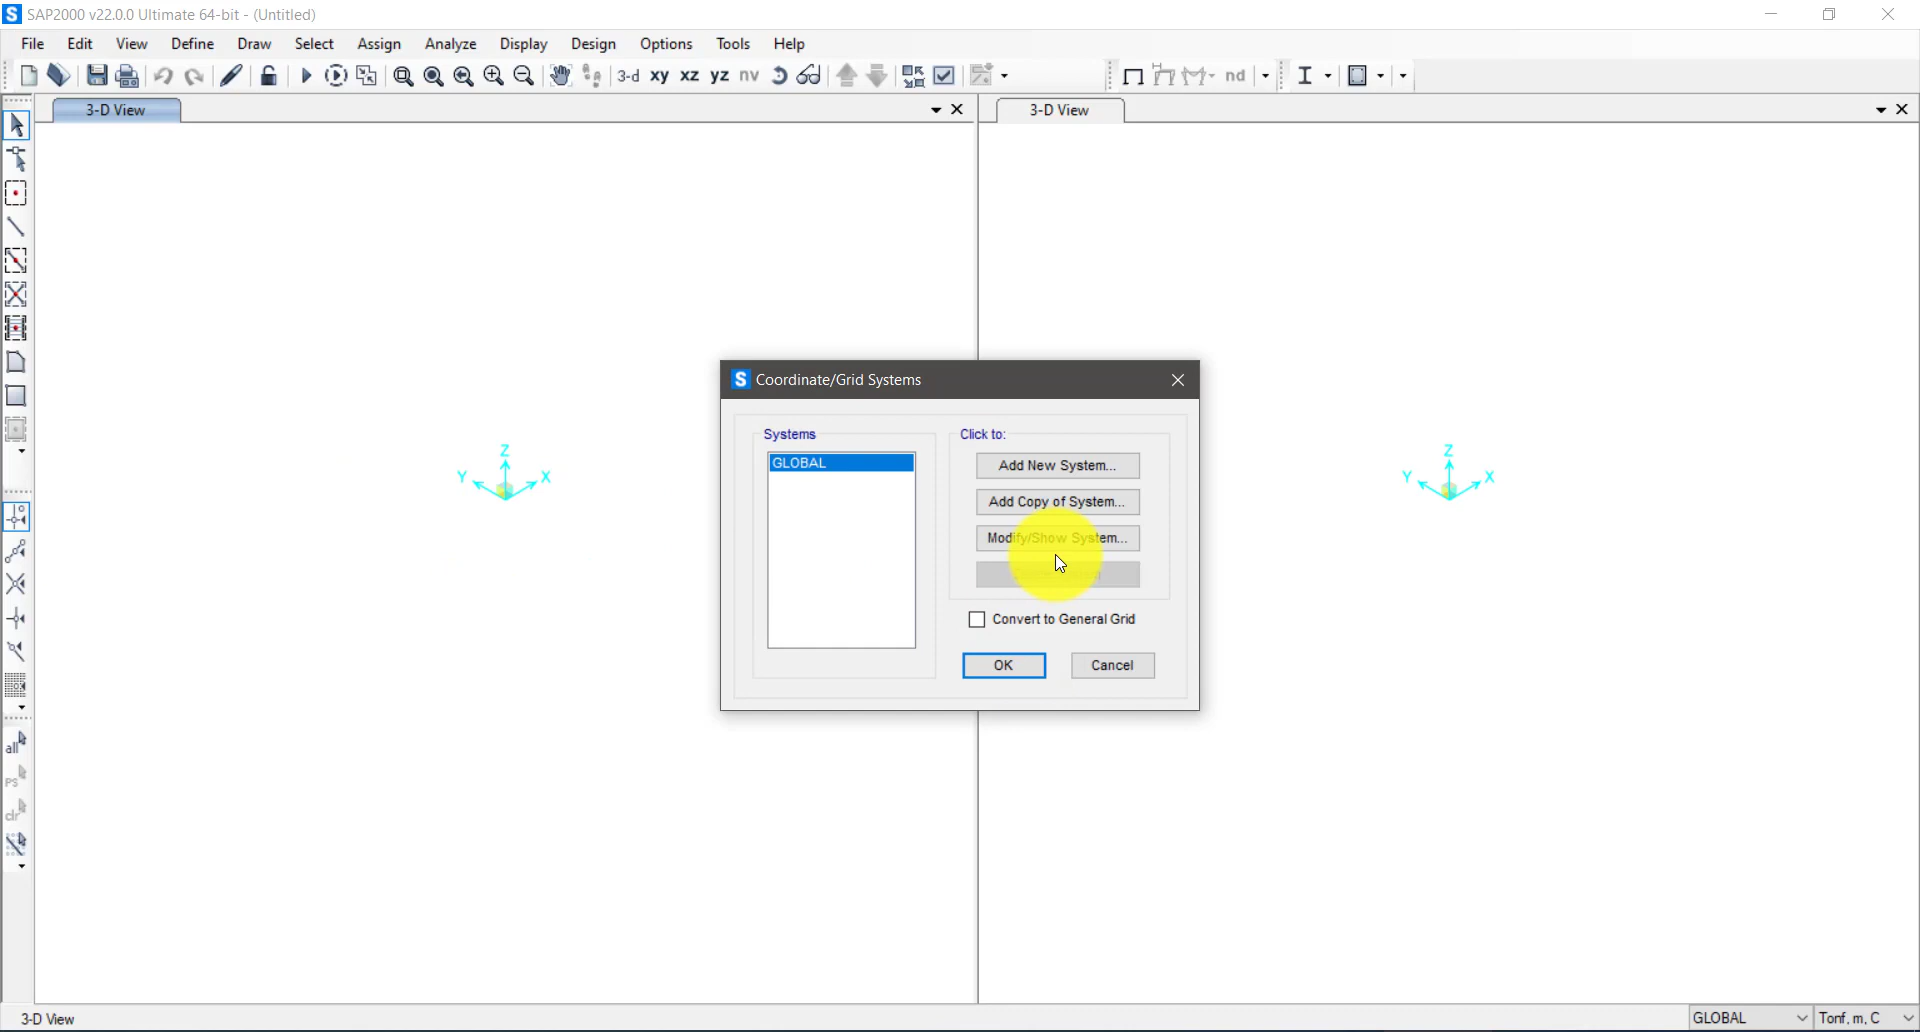 S SAP2000 v22.0.0 Ultimate 64-bit - (Untitled)
File Edit View Define Draw Select Assign Analyze Display Design Options Tools Help
3-d xy xz yz nv nd
3-D View
3-D View
Coordinate/Grid Systems
Systems
GLOBAL
Click to:
Add New System...
Add Copy of System...
Modify/Show System...
Convert to General Grid
OK Cancel
Z
Y X
Z
Y X
all
PS
clr
3-D View
GLOBAL
Tonf, m, C